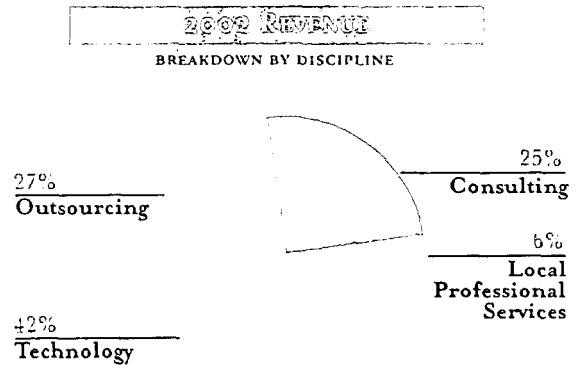 2002 REVENUE
BREAKDOWN BY DISCIPLINE
25%
Consulting
27%
Outsourcing
6%
Local
Professional
Services
42%
Technology